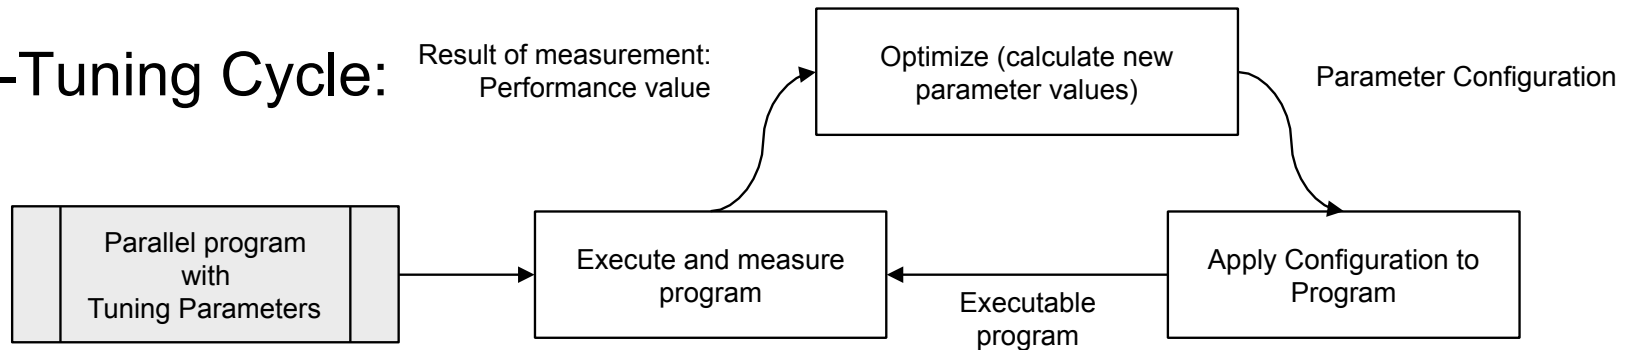 -Tuning Cycle:
Result of measurement:
Performance value
Optimize (calculate new
parameter values)
Parameter Configuration
Parallel program
with
Tuning Parameters
Execute and measure
program
Executable
program
Apply Configuration to
Program